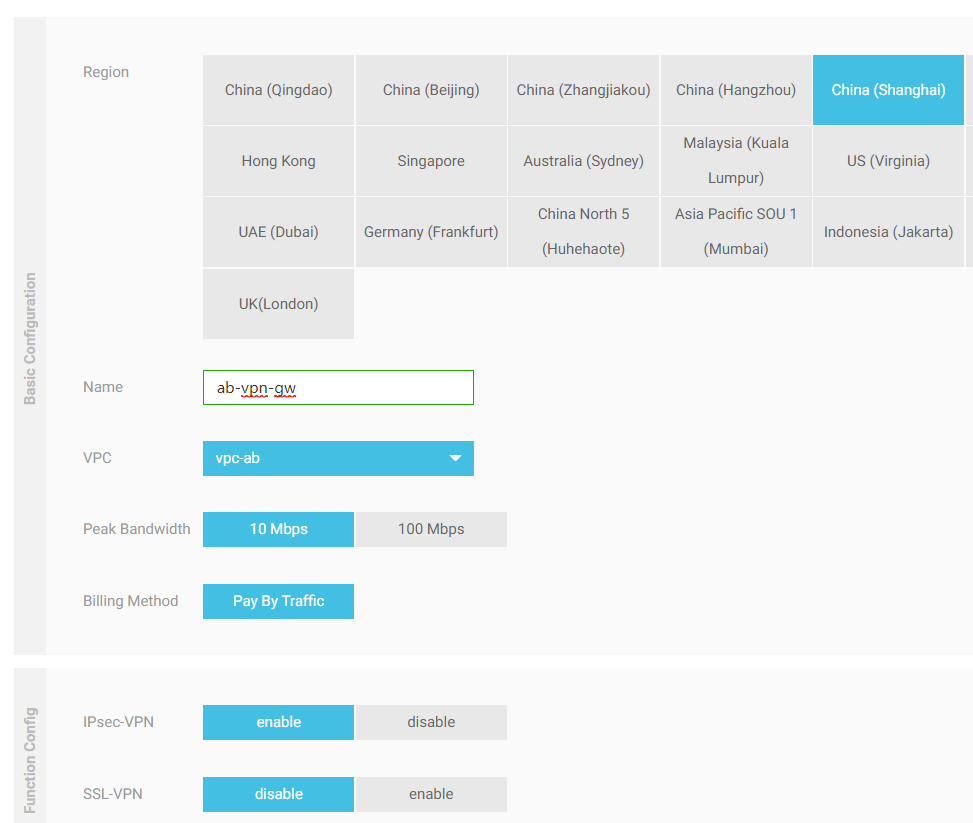 Basic Configuration
Region
China (Qingdao)
China (Beijing)
China (Zhangjiakou)
China (Hangzhou)
China (Shanghai)
Hong Kong
Singapore
Australia (Sydney)
Malaysia (Kuala
Lumpur)
US (Virginia)
UAE (Dubai)
Germany (Frankfurt)
China North 5
(Huhehaote)
Asia Pacific SOU 1
(Mumbai)
Indonesia (Jakarta)
UK(London)
Name
ab-vpn-gw
VPC
vpc-ab
Peak Bandwidth
10 Mbps
100 Mbps
Billing Method
Pay By Traffic
Function Config
IPsec-VPN
enable
disable
SSL-VPN
disable
enable